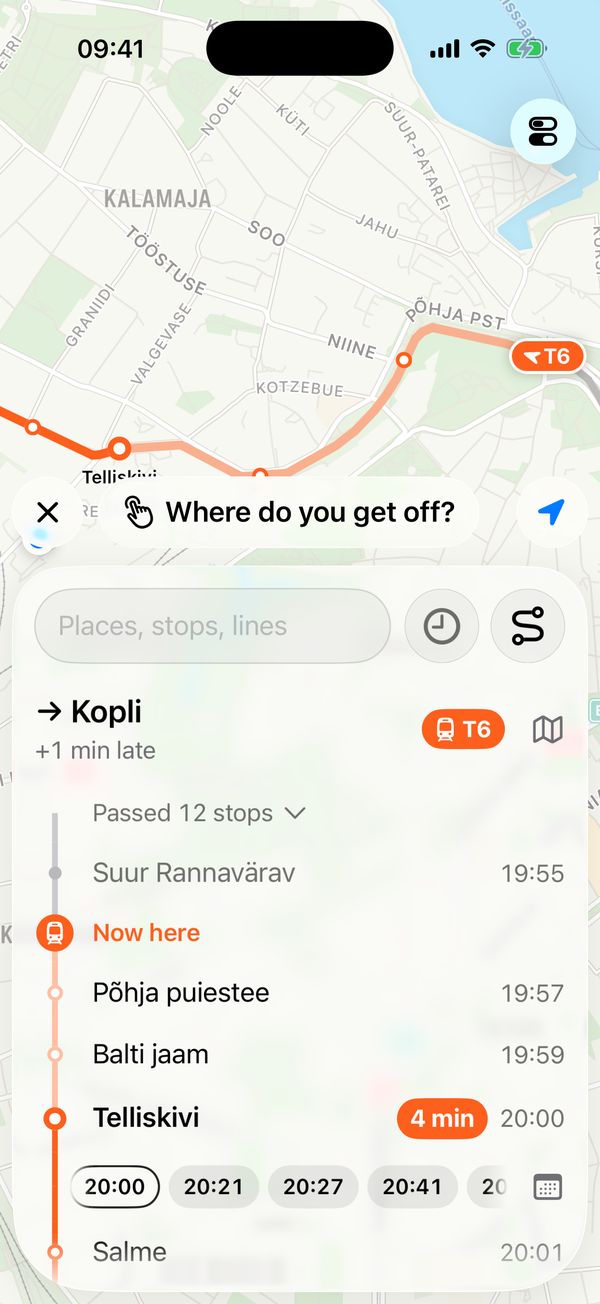 09:41
NOOLE
KÜTI
SUUR-PATAREI
KALAMAJA
SOO
JAHU
TÖÖSTUSE
GRANIIDI
VALGEVASE
PÕHJA PST
NIINE
T6
KOTZEBUE
Telliskivi
RE
Where do you get off?
Places, stops, lines
→ Kopli
T6
+1 min late
Passed 12 stops
Suur Rannavärav 19:55
Now here
Põhja puiestee 19:57
Balti jaam 19:59
Telliskivi 4 min 20:00
20:00 20:21 20:27 20:41 20
Salme 20:01